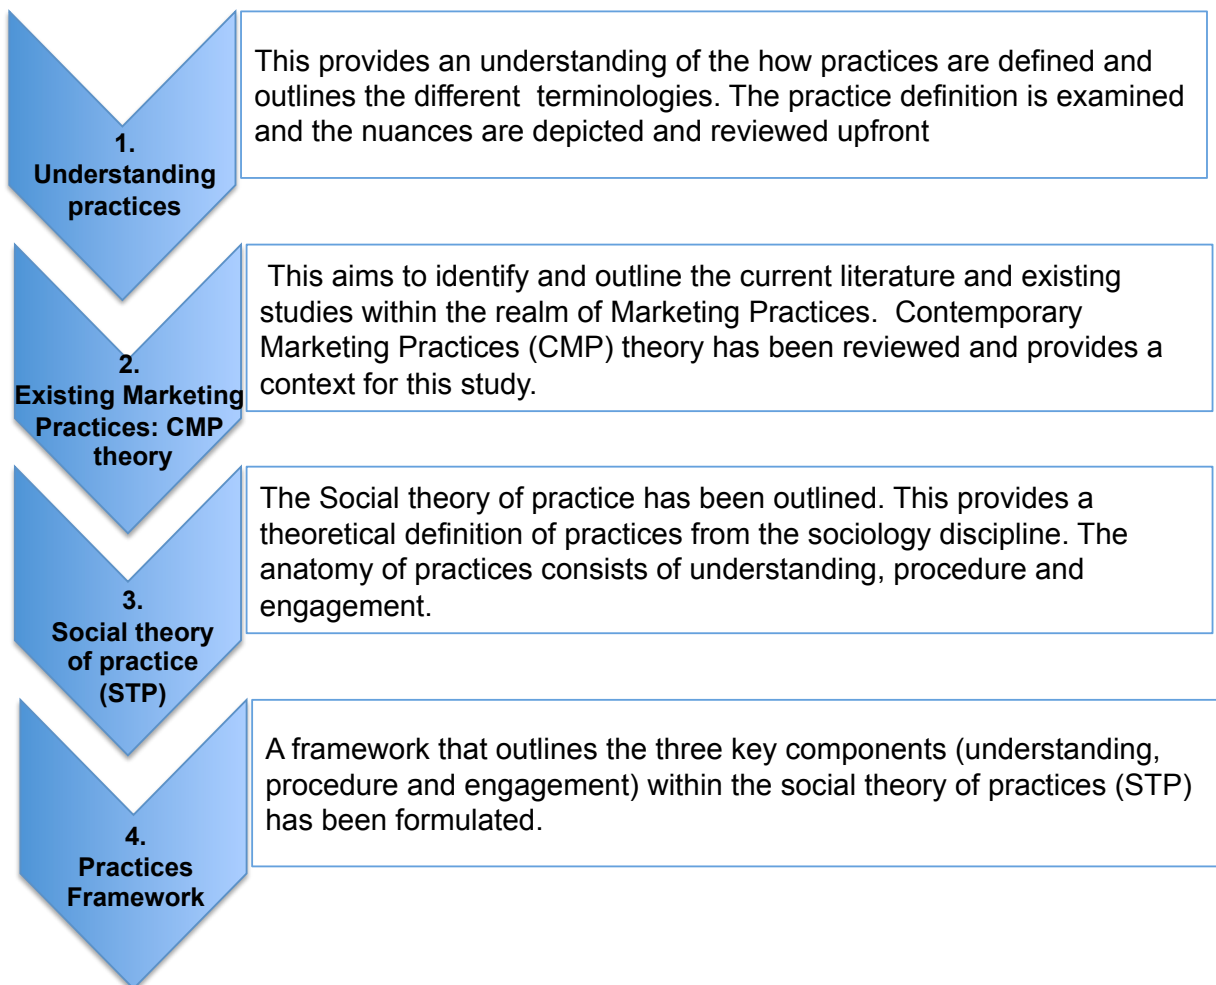 1.
Understanding
practices
This provides an understanding of the how practices are defined and
outlines the different  terminologies. The practice definition is examined
and the nuances are depicted and reviewed upfront
2.
Existing Marketing
Practices: CMP
theory
This aims to identify and outline the current literature and existing
studies within the realm of Marketing Practices.  Contemporary
Marketing Practices (CMP) theory has been reviewed and provides a
context for this study.
3.
Social theory
of practice
(STP)
The Social theory of practice has been outlined. This provides a
theoretical definition of practices from the sociology discipline. The
anatomy of practices consists of understanding, procedure and
engagement.
4.
Practices
Framework
A framework that outlines the three key components (understanding,
procedure and engagement) within the social theory of practices (STP)
has been formulated.